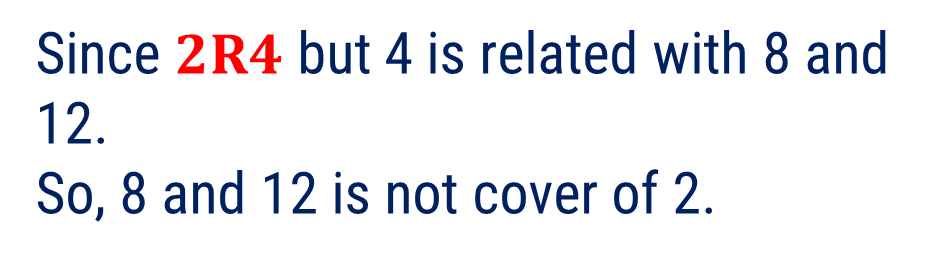 Since 2R4 but 4 is related with 8 and
12.
So, 8 and 12 is not cover of 2.